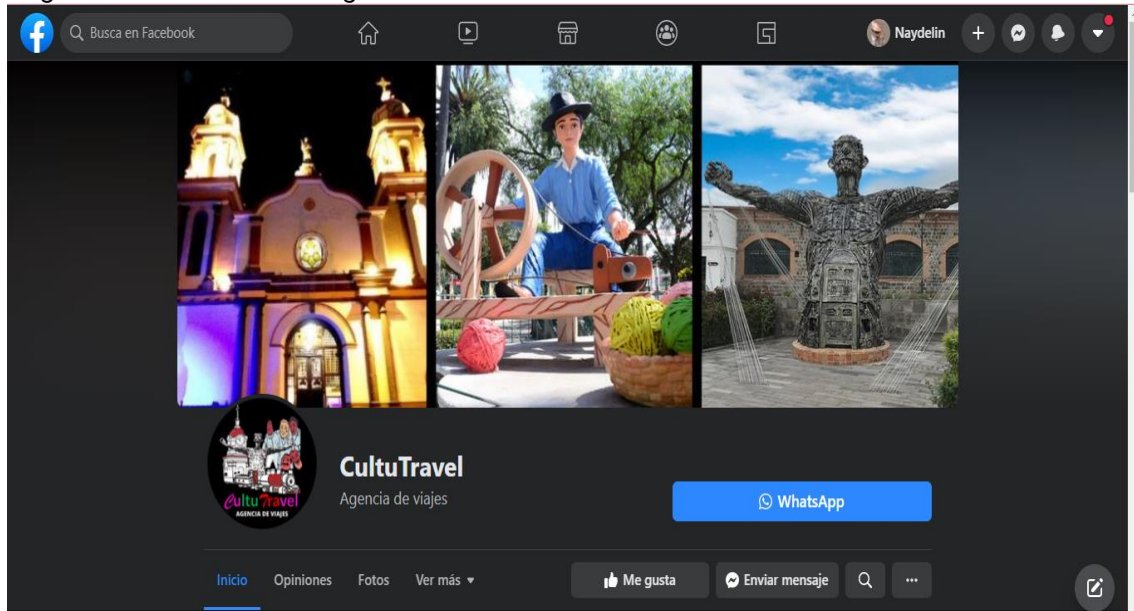 Busca en Facebook
Naydelin
CultuTravel
AGENCIA DE VIAJES
CultuTravel
Agencia de viajes
WhatsApp
Inicio Opiniones Fotos Ver más
Me gusta Enviar mensaje